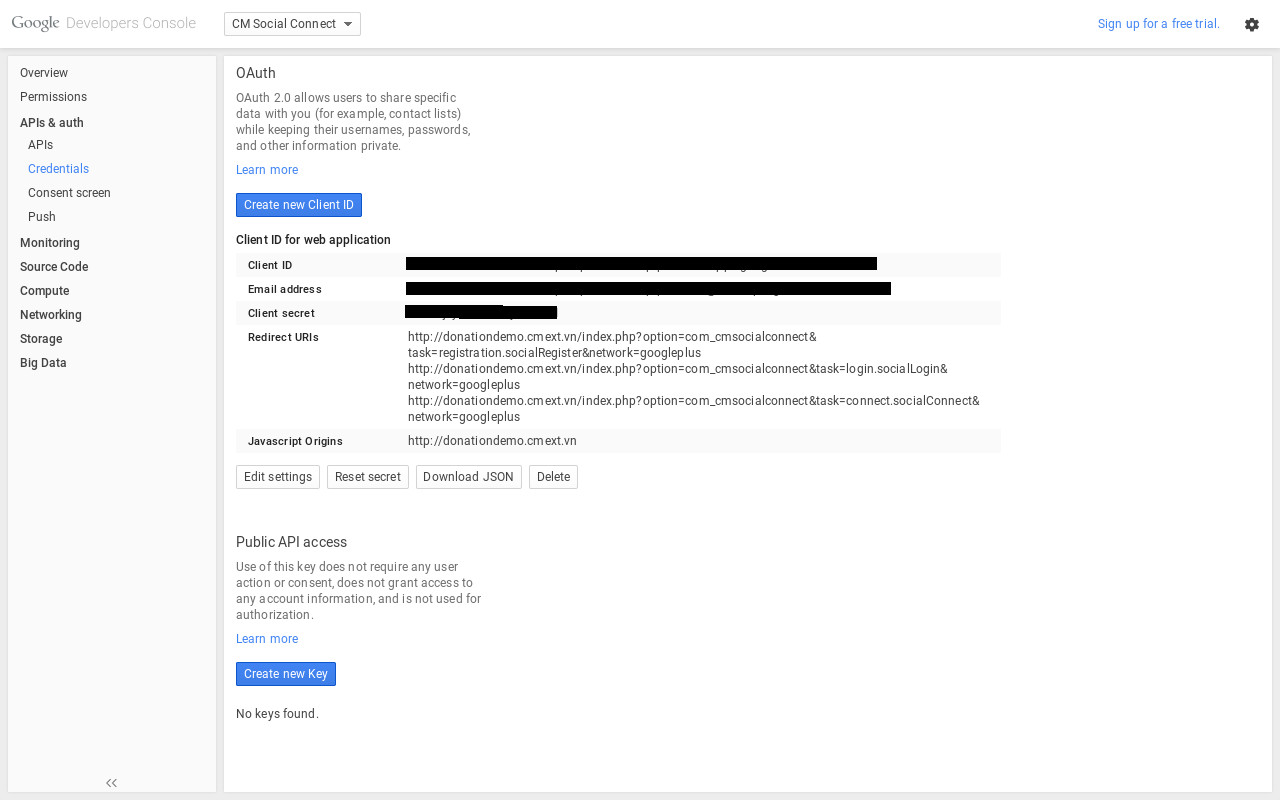 Google Developers Console
CM Social Connect
Sign up for a free trial.
Overview
Permissions
APIs & auth
APIs
Credentials
Consent screen
Push
Monitoring
Source Code
Compute
Networking
Storage
Big Data
OAuth
OAuth 2.0 allows users to share specific
data with you (for example, contact lists)
while keeping their usernames, passwords,
and other information private.
Learn more
Create new Client ID
Client ID for web application
Client ID
Email address
Client secret
Redirect URIs
http://donationdemo.cmext.vn/index.php?option=com_cmsocialconnect&
task=registration.socialRegister&network=googleplus
http://donationdemo.cmext.vn/index.php?option=com_cmsocialconnect&task=login.socialLogin&
network=googleplus
http://donationdemo.cmext.vn/index.php?option=com_cmsocialconnect&task=connect.socialConnect&
network=googleplus
Javascript Origins
http://donationdemo.cmext.vn
Edit settings
Reset secret
Download JSON
Delete
Public API access
Use of this key does not require any user
action or consent, does not grant access to
any account information, and is not used for
authorization.
Learn more
Create new Key
No keys found.